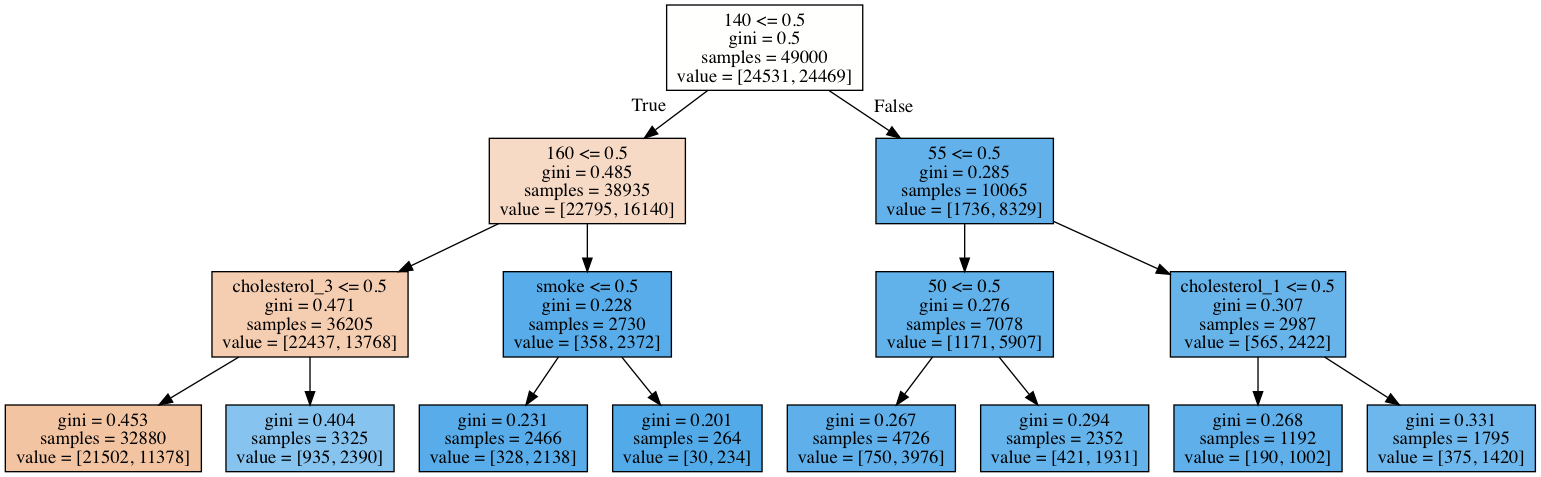 140 <= 0.5
gini = 0.5
samples = 49000
value = [24531, 24469]
True
False
160 <= 0.5
gini = 0.485
samples = 38935
value = [22795, 16140]
55 <= 0.5
gini = 0.285
samples = 10065
value = [1736, 8329]
cholesterol_3 <= 0.5
gini = 0.471
samples = 36205
value = [22437, 13768]
smoke <= 0.5
gini = 0.228
samples = 2730
value = [358, 2372]
50 <= 0.5
gini = 0.276
samples = 7078
value = [1171, 5907]
cholesterol_1 <= 0.5
gini = 0.307
samples = 2987
value = [565, 2422]
gini = 0.453
samples = 32880
value = [21502, 11378]
gini = 0.404
samples = 3325
value = [935, 2390]
gini = 0.231
samples = 2466
value = [328, 2138]
gini = 0.201
samples = 264
value = [30, 234]
gini = 0.267
samples = 4726
value = [750, 3976]
gini = 0.294
samples = 2352
value = [421, 1931]
gini = 0.268
samples = 1192
value = [190, 1002]
gini = 0.331
samples = 1795
value = [375, 1420]